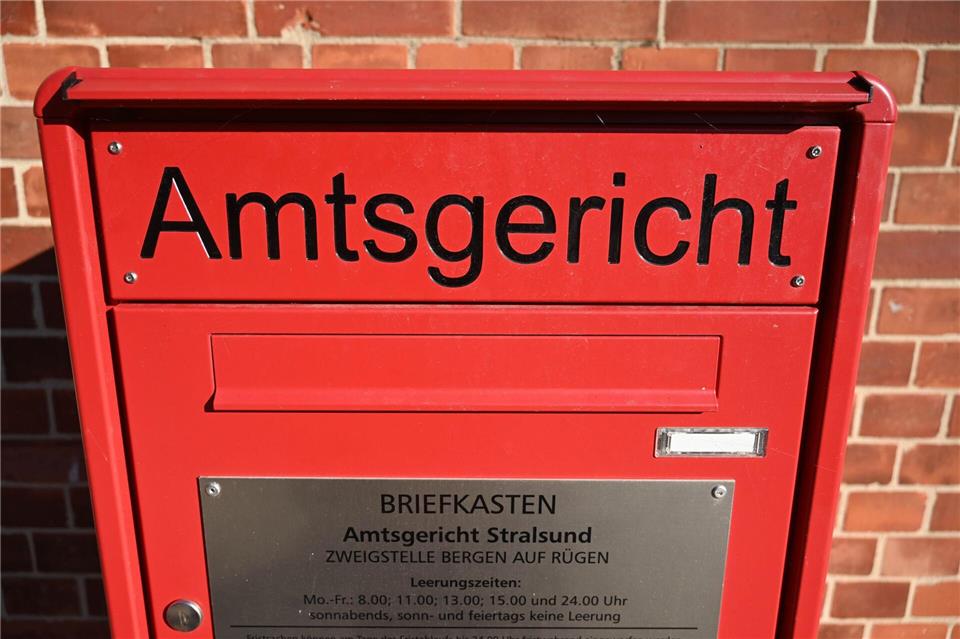 Amtsgericht
BRIEFKASTEN
Amtsgericht Stralsund
ZWEIGSTELLE BERGEN AUF RÜGEN
Leerungszeiten:
Mo.-Fr.: 8.00; 11.00; 13.00; 15.00 und 24.00 Uhr
sonnabends, sonn- und feiertags keine Leerung